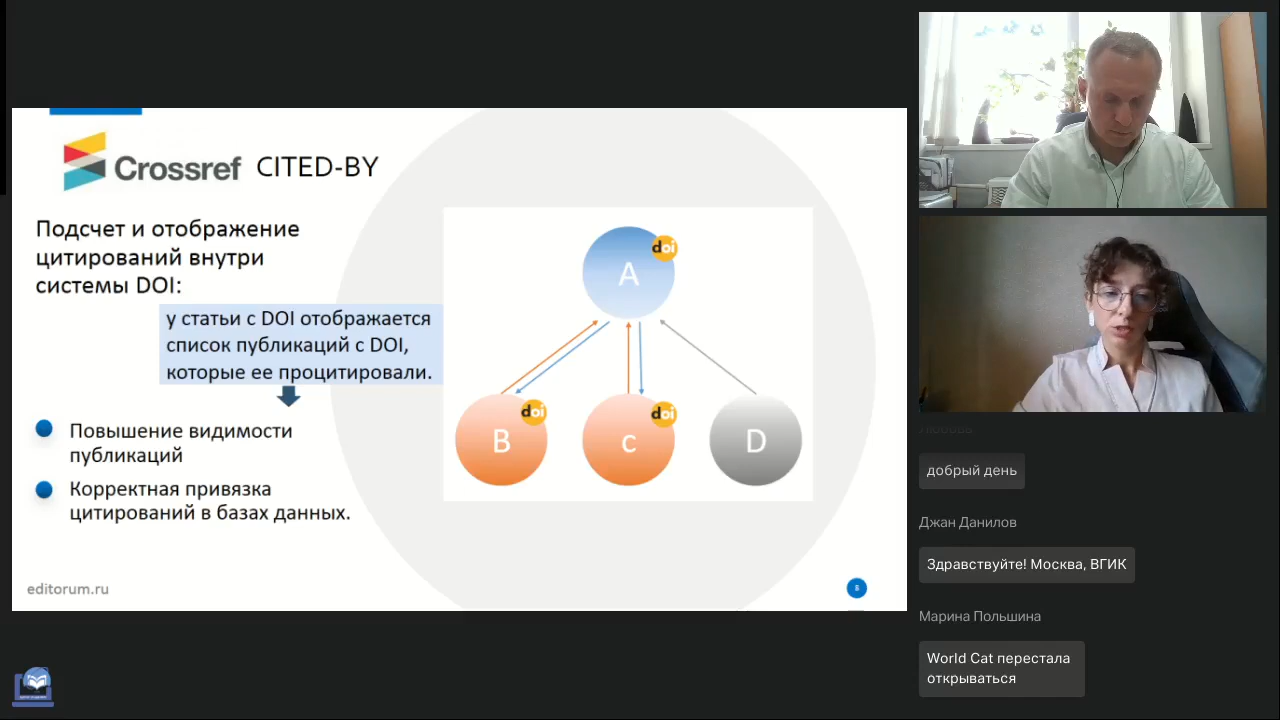 Crossref CITED-BY
Подсчет и отображение
цитирований внутри
системы DOI:
у статьи с DOI отображается
список публикаций с DOI,
которые ее процитировали.
Повышение видимости
публикаций
Корректная привязка
цитирований в базах данных.
A
doi
B
doi
c
doi
D
editorum.ru
8
Любовь
добрый день
Джан Данилов
Здравствуйте! Москва, ВГИК
Марина Польшина
World Cat перестала
открываться